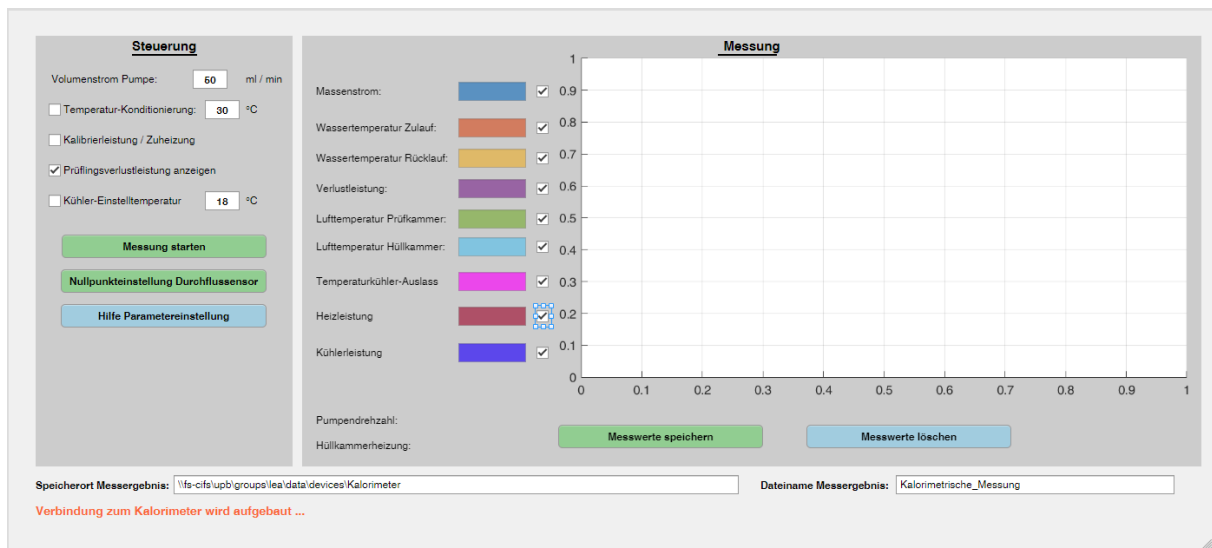 Steuerung
Volumenstrom Pumpe: 60 ml / min
Temperatur-Konditionierung: 30 °C
Kalibrierleistung / Zuheizung
Prüflingsverlustleistung anzeigen
Kühler-Einstelltemperatur 18 °C
Messung starten
Nullpunkteinstellung Durchflussensor
Hilfe Parametereinstellung
Messung
Massenstrom:
Wassertemperatur Zulauf:
Wassertemperatur Rücklauf:
Verlustleistung:
Lufttemperatur Prüfkammer:
Lufttemperatur Hüllkammer:
Temperaturkühler-Auslass
Heizleistung
Kühlerleistung
1
0.9
0.8
0.7
0.6
0.5
0.4
0.3
0.2
0.1
0
0 0.1 0.2 0.3 0.4 0.5 0.6 0.7 0.8 0.9 1
Pumpendrehzahl:
Hüllkammerheizung:
Messwerte speichern
Messwerte löschen
Speicherort Messergebnis: \\fs-cifs\upb\groups\lea\data\devices\Kalorimeter
Dateiname Messergebnis: Kalorimetrische_Messung
Verbindung zum Kalorimeter wird aufgebaut ...